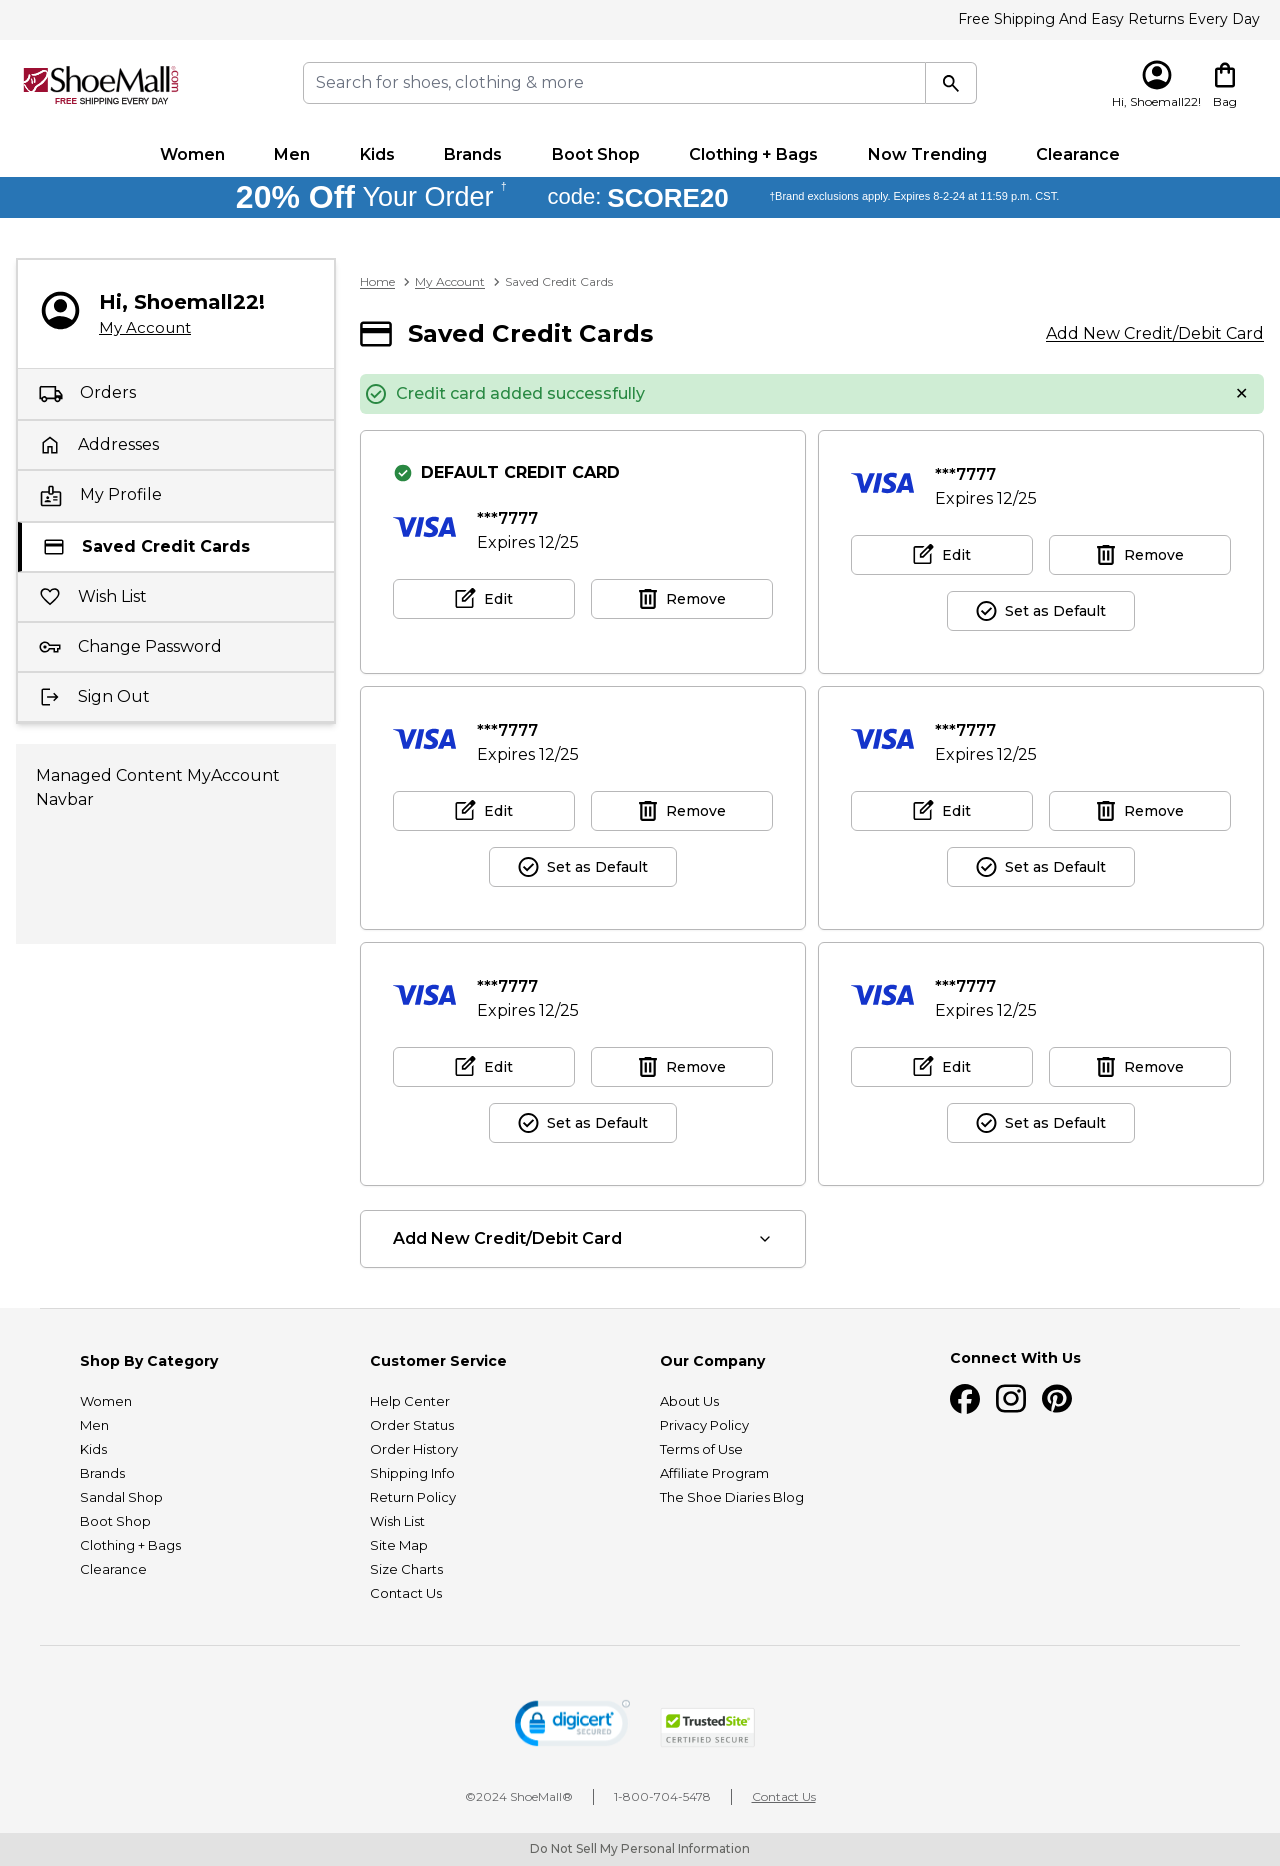 Free Shipping And Easy Returns Every Day
ShoeMall.com
FREE SHIPPING EVERY DAY
Search for shoes, clothing & more
Hi, Shoemall22!
Bag
Women Men Kids Brands Boot Shop Clothing + Bags Now Trending Clearance
20% Off Your Order † code: SCORE20 †Brand exclusions apply. Expires 8-2-24 at 11:59 p.m. CST.
Hi, Shoemall22!
My Account
Orders
Addresses
My Profile
Saved Credit Cards
Wish List
Change Password
Sign Out
Managed Content MyAccount
Navbar
Home > My Account > Saved Credit Cards
Saved Credit Cards
Add New Credit/Debit Card
Credit card added successfully
DEFAULT CREDIT CARD
VISA ***7777
Expires 12/25
Edit Remove
VISA ***7777
Expires 12/25
Edit Remove
Set as Default
VISA ***7777
Expires 12/25
Edit Remove
Set as Default
VISA ***7777
Expires 12/25
Edit Remove
Set as Default
VISA ***7777
Expires 12/25
Edit Remove
Set as Default
VISA ***7777
Expires 12/25
Edit Remove
Set as Default
Add New Credit/Debit Card
Shop By Category
Women
Men
Kids
Brands
Sandal Shop
Boot Shop
Clothing + Bags
Clearance
Customer Service
Help Center
Order Status
Order History
Shipping Info
Return Policy
Wish List
Site Map
Size Charts
Contact Us
Our Company
About Us
Privacy Policy
Terms of Use
Affiliate Program
The Shoe Diaries Blog
Connect With Us
digicert
SECURED
TrustedSite
CERTIFIED SECURE
©2024 ShoeMall®
1-800-704-5478
Contact Us
Do Not Sell My Personal Information